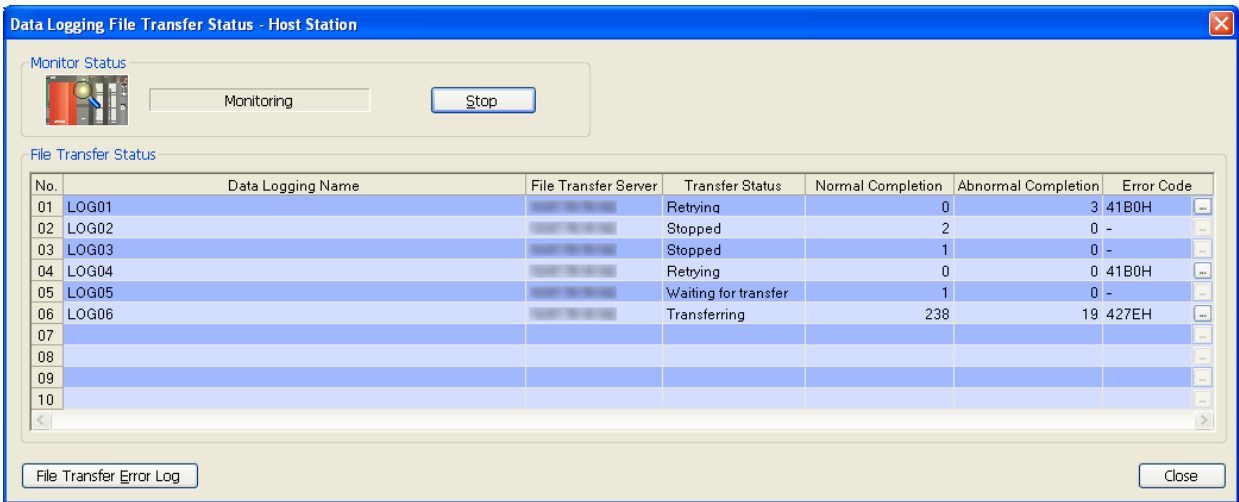 Data Logging File Transfer Status - Host Station
Monitor Status
Monitoring
Stop
File Transfer Status
No. Data Logging Name File Transfer Server Transfer Status Normal Completion Abnormal Completion Error Code
01 LOG01 Retrying 0 3 41B0H ...
02 LOG02 Stopped 2 0 - ...
03 LOG03 Stopped 1 0 - ...
04 LOG04 Retrying 0 0 41B0H ...
05 LOG05 Waiting for transfer 1 0 - ...
06 LOG06 Transferring 238 19 427EH ...
07 ...
08 ...
09 ...
10 ...
File Transfer Error Log
Close